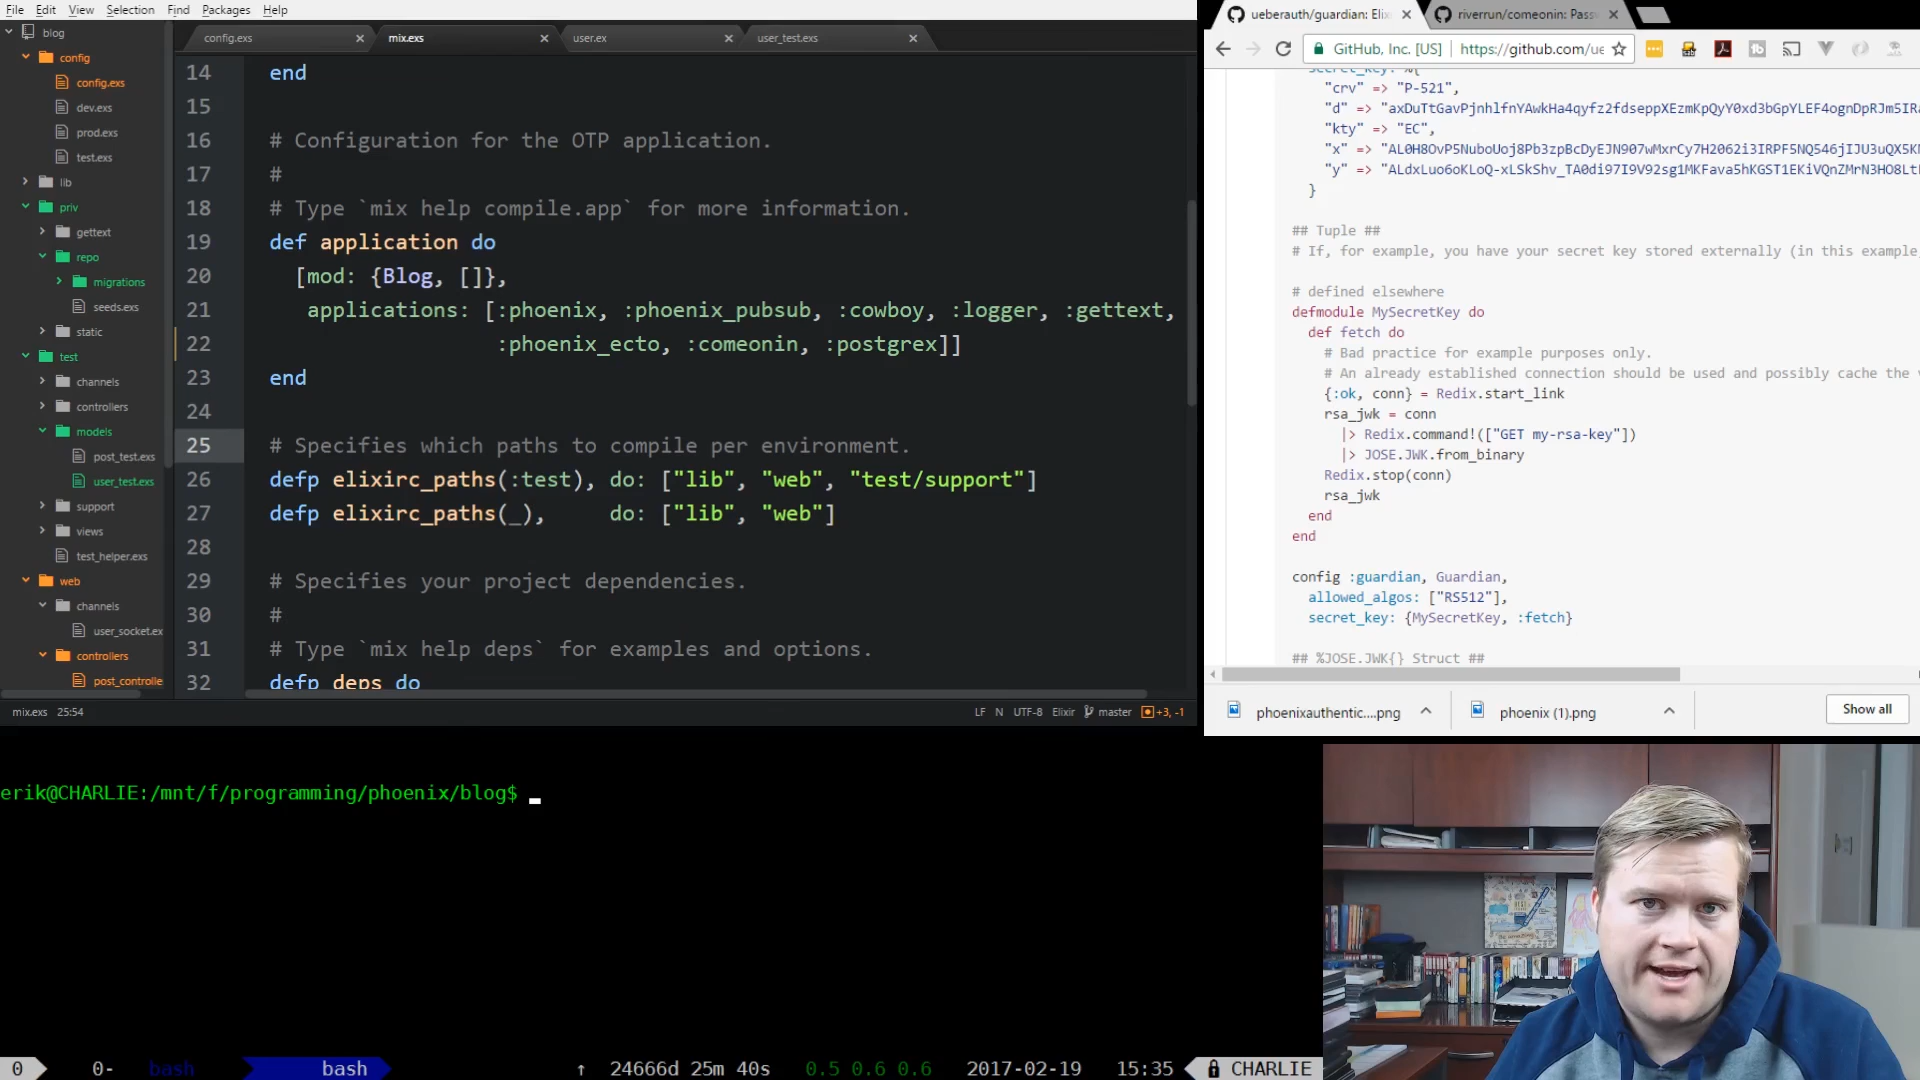 File Edit View Selection Find Packages Help
blog
config
config.exs
dev.exs
prod.exs
test.exs
lib
priv
gettext
repo
migrations
seeds.exs
static
test
channels
controllers
models
post_test.exs
user_test.exs
support
views
test_helper.exs
web
channels
user_socket.ex
controllers
post_controlle
config.exs mix.exs user.ex user_test.exs
14 end
15
16 # Configuration for the OTP application.
17 #
18 # Type `mix help compile.app` for more information.
19 def application do
20 [mod: {Blog, []},
21 applications: [:phoenix, :phoenix_pubsub, :cowboy, :logger, :gettext,
22 :phoenix_ecto, :comeonin, :postgrex]]
23 end
24
25 # Specifies which paths to compile per environment.
26 defp elixirc_paths(:test), do: ["lib", "web", "test/support"]
27 defp elixirc_paths(_), do: ["lib", "web"]
28
29 # Specifies your project dependencies.
30 #
31 # Type `mix help deps` for examples and options.
32 defp deps do
mix.exs 25:54 LF N UTF-8 Elixir master +3, -1
ueberauth/guardian: Elix riverrun/comeonin: Pass
GitHub, Inc. [US] https://github.com/ue
secret_key: %{
"crv" => "P-521",
"kty" => "EC",
}
## Tuple ##
# If, for example, you have your secret key stored externally (in this example,
# defined elsewhere
defmodule MySecretKey do
def fetch do
# Bad practice for example purposes only.
# An already established connection should be used and possibly cache the v
{:ok, conn} = Redix.start_link
rsa_jwk = conn
|> Redix.command!(["GET my-rsa-key"])
|> JOSE.JWK.from_binary
Redix.stop(conn)
rsa_jwk
end
end
config :guardian, Guardian,
allowed_algos: ["RS512"],
secret_key: {MySecretKey, :fetch}
## %JOSE.JWK{} Struct ##
phoenixauthentic....png phoenix (1).png Show all
erik@CHARLIE:/mnt/f/programming/phoenix/blog$
0 0- bash bash ↑ 24666d 25m 40s 0.5 0.6 0.6 2017-02-19 15:35 CHARLIE